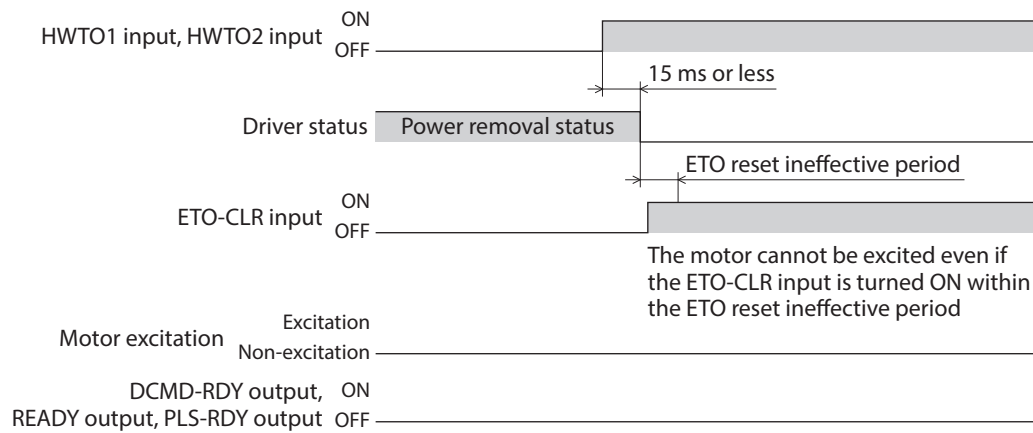 HWTO1 input, HWTO2 input
ON
OFF
15 ms or less
Driver status
Power removal status
ETO reset ineffective period
ETO-CLR input
ON
OFF
The motor cannot be excited even if
the ETO-CLR input is turned ON within
the ETO reset ineffective period
Motor excitation
Excitation
Non-excitation
DCMD-RDY output,
READY output, PLS-RDY output
ON
OFF